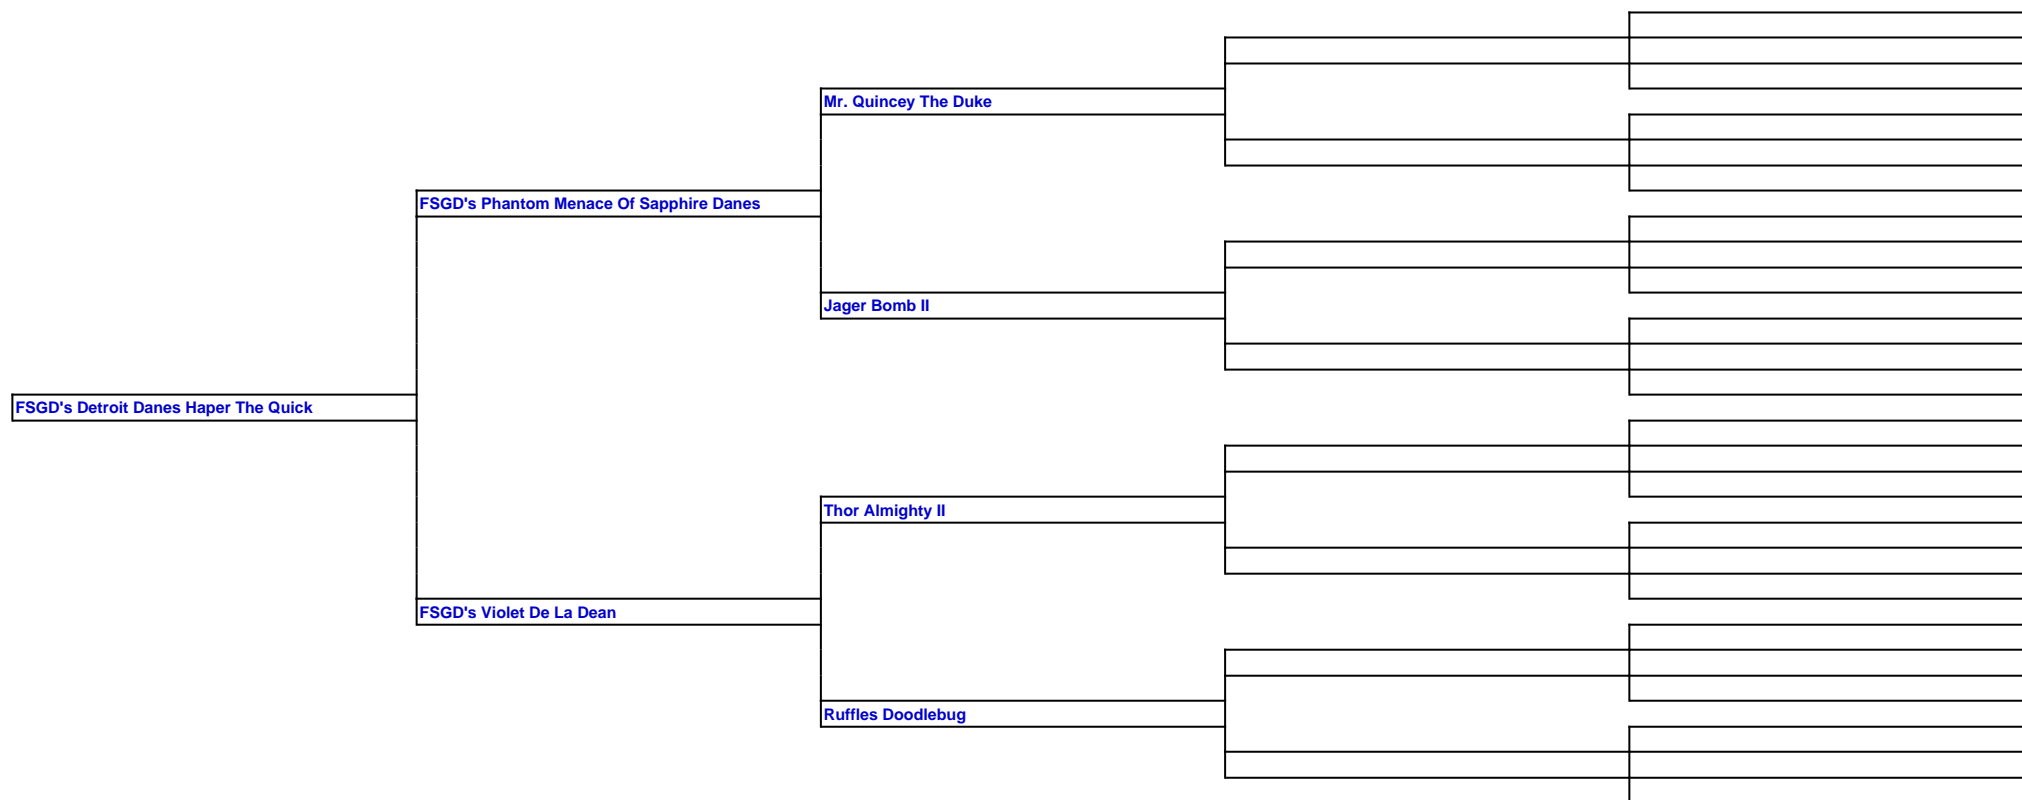 Mr. Quincey The Duke
FSGD's Phantom Menace Of Sapphire Danes
Jager Bomb II
FSGD's Detroit Danes Haper The Quick
Thor Almighty II
FSGD's Violet De La Dean
Ruffles Doodlebug